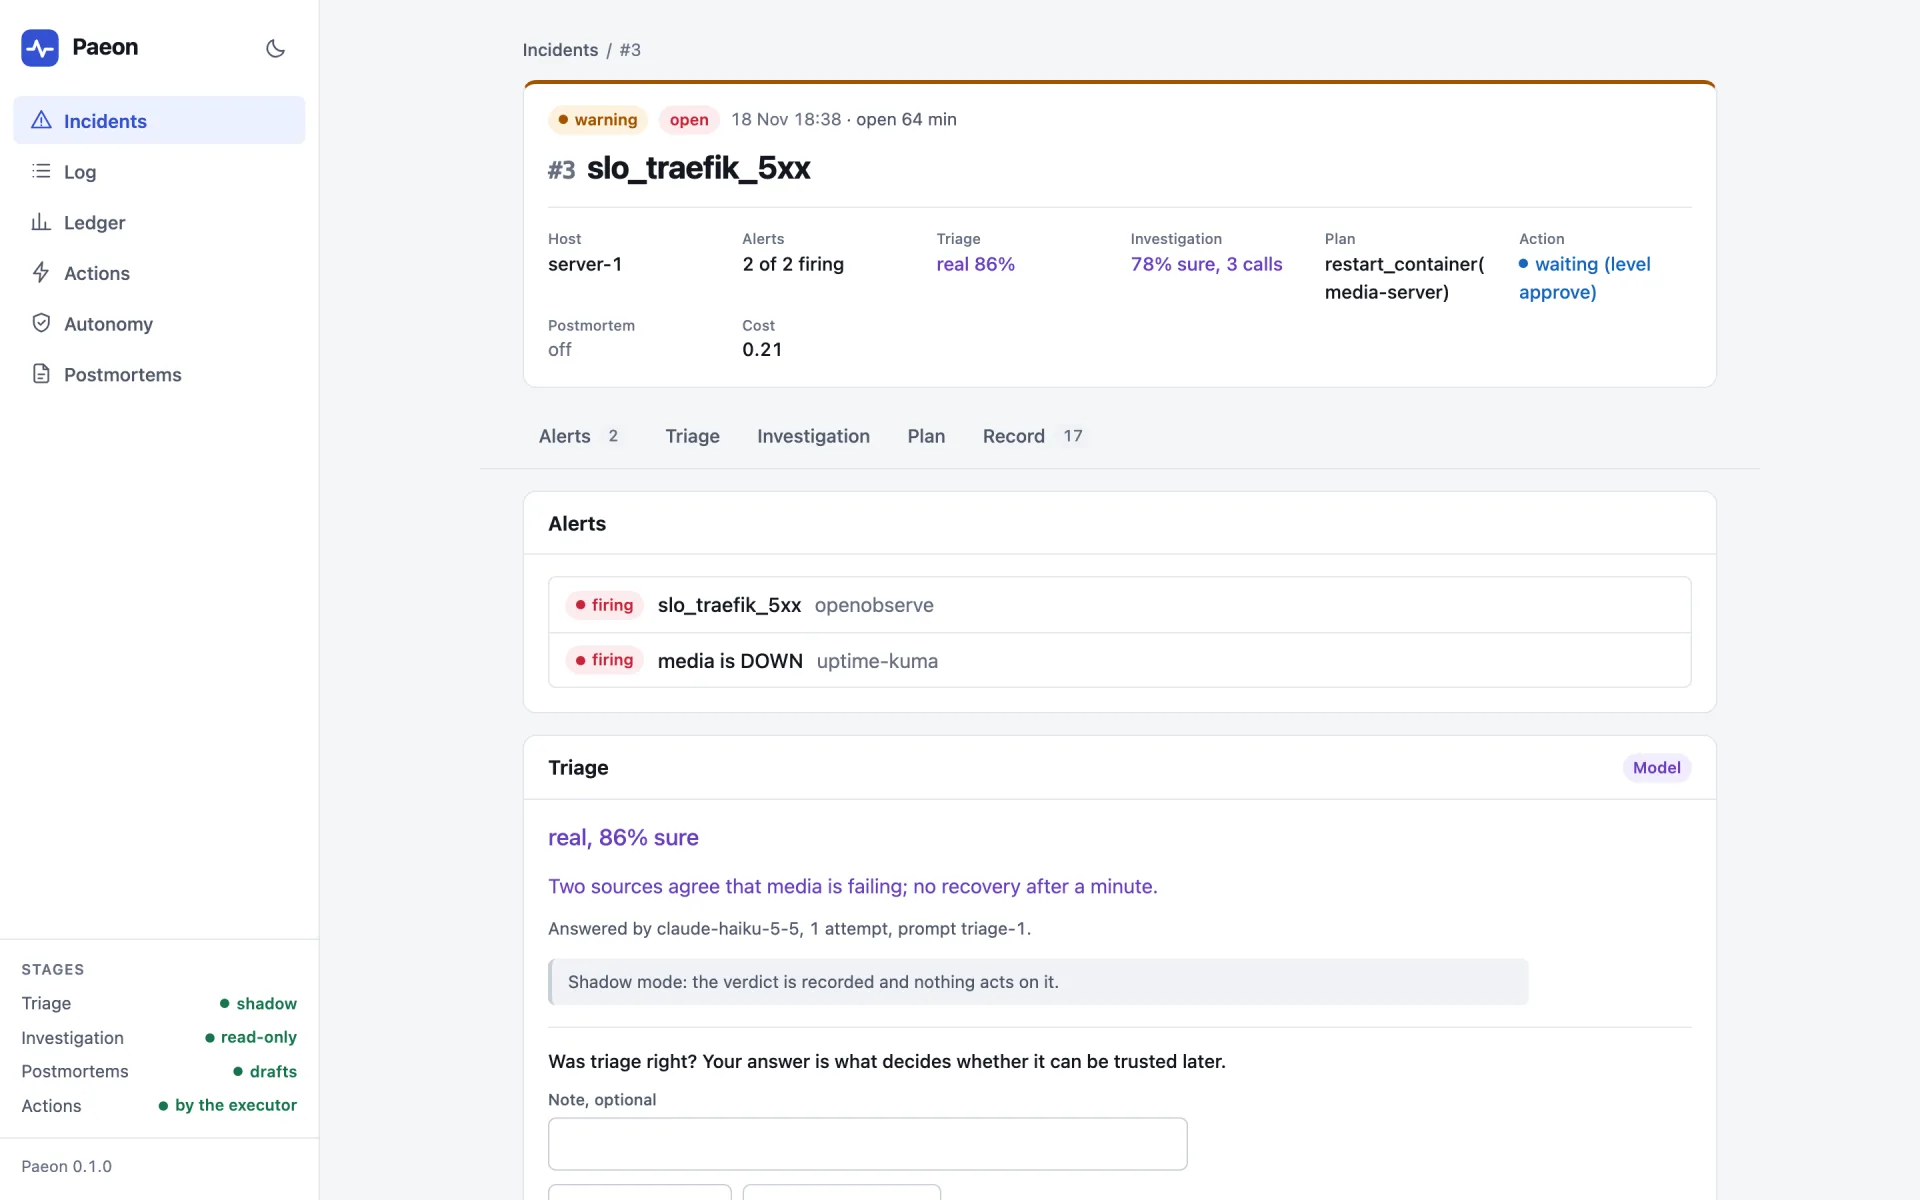 Paeon
Incidents
Log
Ledger
Actions
Autonomy
Postmortems
STAGES
Triage shadow
Investigation read-only
Postmortems drafts
Actions by the executor
Paeon 0.1.0
Incidents / #3
warning open 18 Nov 18:38 · open 64 min
#3 slo_traefik_5xx
Host
server-1
Alerts
2 of 2 firing
Triage
real 86%
Investigation
78% sure, 3 calls
Plan
restart_container(
media-server)
Action
waiting (level
approve)
Postmortem
off
Cost
0.21
Alerts 2 Triage Investigation Plan Record 17
Alerts
firing slo_traefik_5xx openobserve
firing media is DOWN uptime-kuma
Triage Model
real, 86% sure
Two sources agree that media is failing; no recovery after a minute.
Answered by claude-haiku-5-5, 1 attempt, prompt triage-1.
Shadow mode: the verdict is recorded and nothing acts on it.
Was triage right? Your answer is what decides whether it can be trusted later.
Note, optional